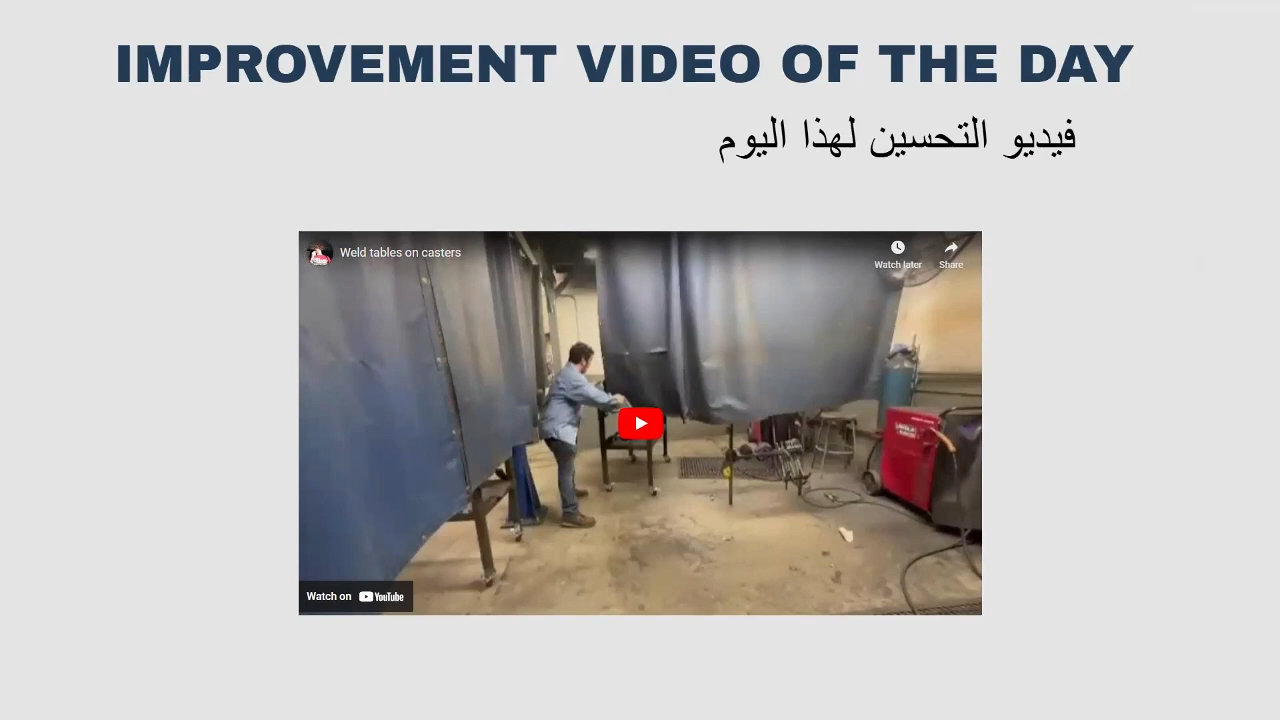 IMPROVEMENT VIDEO OF THE DAY
فيديو التحسين لهذا اليوم
Weld tables on casters
Watch later
Share
Watch on YouTube